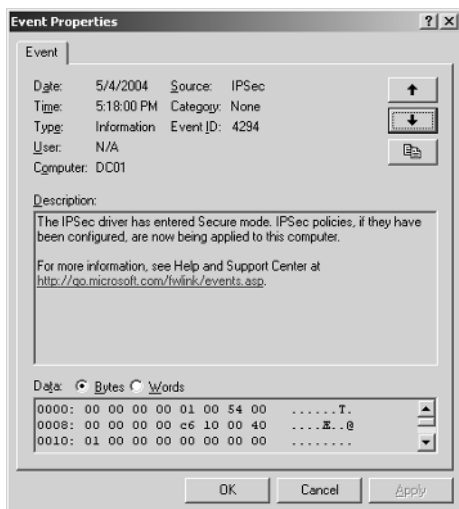 Event Properties
Event
Date: 5/4/2004 Source: IPSec
Time: 5:18:00 PM Category: None
Type: Information Event ID: 4294
User: N/A
Computer: DC01
Description:
The IPSec driver has entered Secure mode. IPSec policies, if they have
been configured, are now being applied to this computer.
For more information, see Help and Support Center at
http://go.microsoft.com/fwlink/events.asp.
Data: Bytes Words
0000: 00 00 00 00 01 00 54 00 ......T.
0008: 00 00 00 00 c6 10 00 40 ....Æ..@
0010: 01 00 00 00 00 00 00 00 ........
OK Cancel Apply